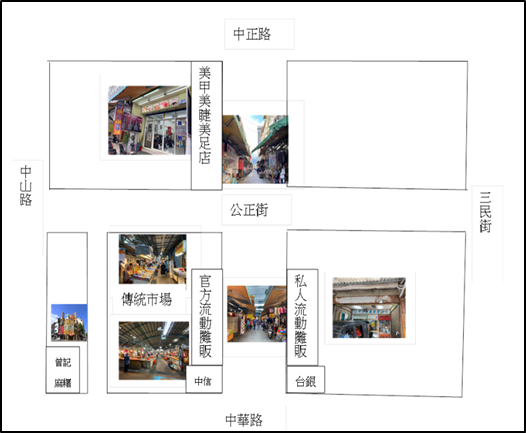 中正路
美甲美睫美足店
中山路
公正街
三民街
傳統市場
官方流動攤販
私人流動攤販
曾記
麻糬
中信
台銀
中華路